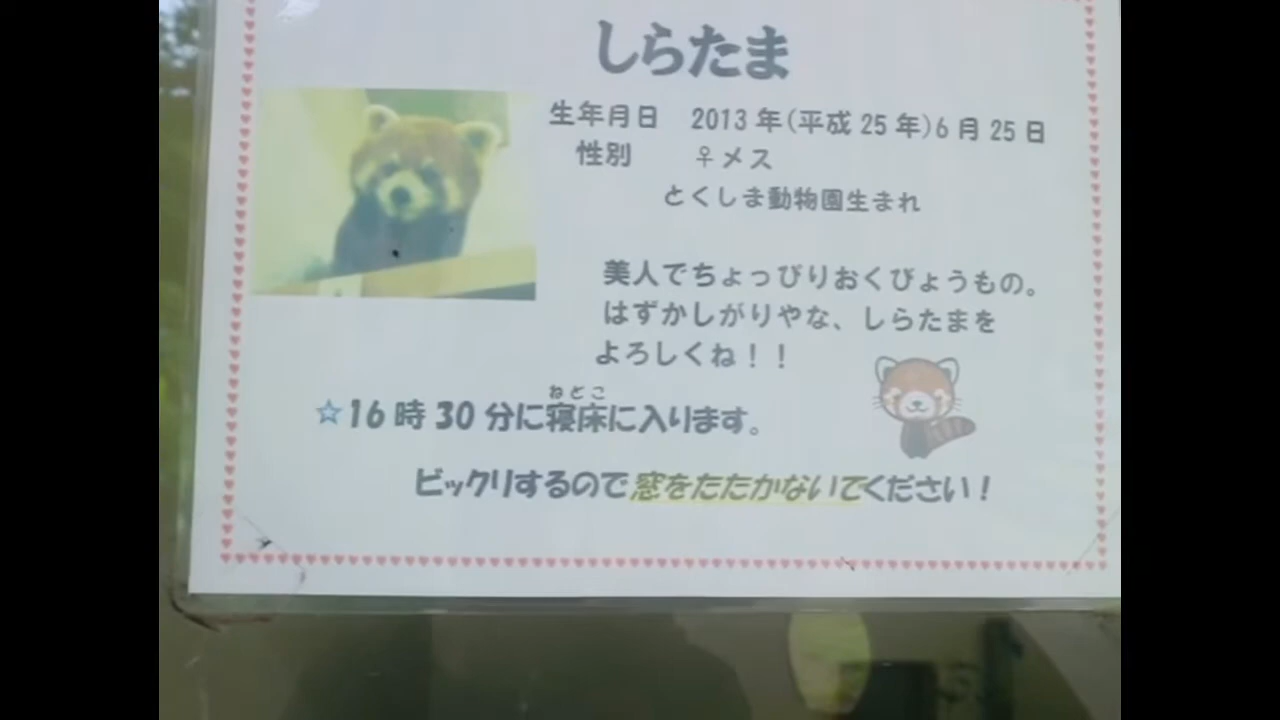 しらたま
生年月日 2013年(平成25年)6月25日
性別 ♀メス
とくしま動物園生まれ
美人でちょっぴりおくびょうもの。
はずかしがりやな、しらたまを
よろしくね！！
ねどこ
☆16時30分に寝床に入ります。
ビックリするので窓をたたかないでください！